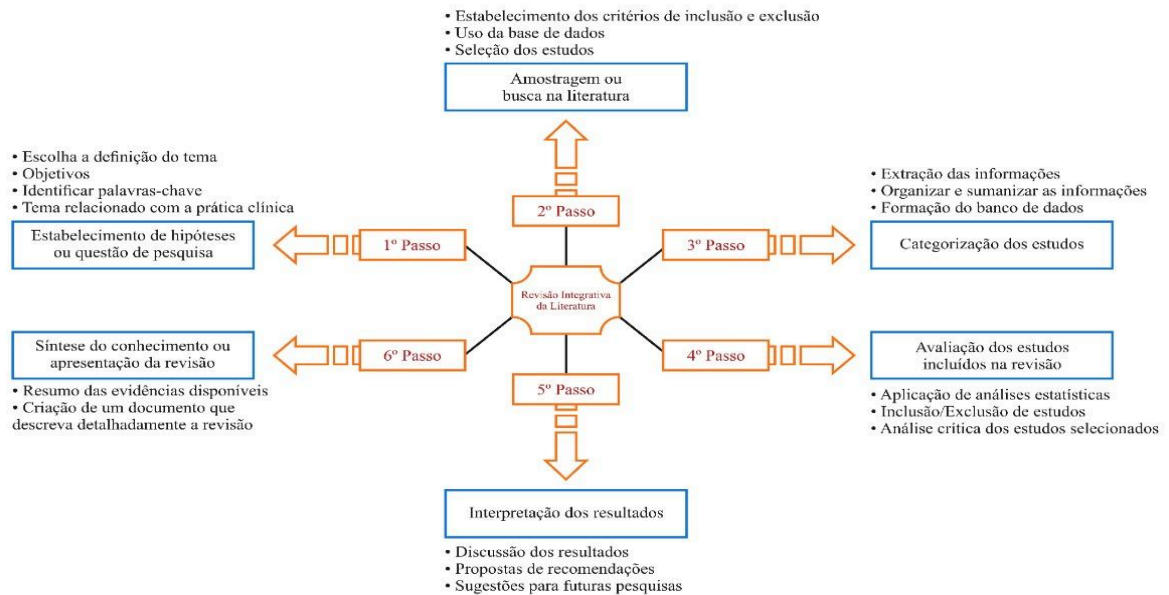 • Estabelecimento dos critérios de inclusão e exclusão
• Uso da base de dados
• Seleção dos estudos
Amostragem ou
busca na literatura
2º Passo
• Escolha a definição do tema
• Objetivos
• Identificar palavras-chave
• Tema relacionado com a prática clínica
Estabelecimento de hipóteses
ou questão de pesquisa
1º Passo
• Extração das informações
• Organizar e sumanizar as informações
• Formação do banco de dados
3º Passo
Categorização dos estudos
Revisão Integrativa
da Literatura
Síntese do conhecimento ou
apresentação da revisão
6º Passo
• Resumo das evidências disponíveis
• Criação de um documento que
descreva detalhadamente a revisão
4º Passo
Avaliação dos estudos
incluídos na revisão
• Aplicação de análises estatísticas
• Inclusão/Exclusão de estudos
• Análise crítica dos estudos selecionados
5º Passo
Interpretação dos resultados
• Discussão dos resultados
• Propostas de recomendações
• Sugestões para futuras pesquisas